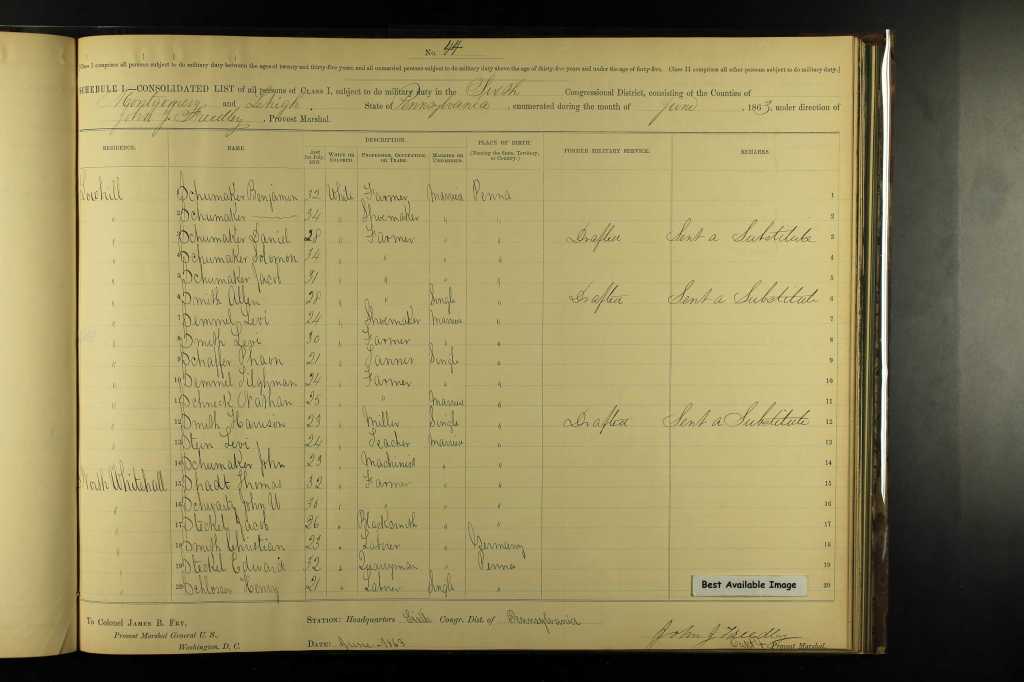 No. 44
Class I comprises all persons subject to do military duty between the ages of twenty and thirty-five years, and all unmarried persons subject to do military duty above the age of thirty-five years and under the age of forty-five. Class II comprises all other persons subject to do military duty.]
SCHEDULE I.—CONSOLIDATED LIST of all persons of CLASS I, subject to do military duty in the Sixth Congressional District, consisting of the Counties of
Montgomery and Lehigh, State of Pennsylvania, enumerated during the month of June, 1863, under direction of
John J Freedley, Provost Marshal.
RESIDENCE. NAME. DESCRIPTION. PLACE OF BIRTH. (Naming the State, Territory, or Country.) FORMER MILITARY SERVICE. REMARKS.
AGE 1st July, 1863. WHITE OR COLORED. PROFESSION, OCCUPATION, OR TRADE. MARRIED OR UNMARRIED.
Lowhill 1 Schumaker Benjamin 32 White Farmer Married Penna 1
" 2 Schumaker —— 34 " Shoemaker " " 2
" 3 Schumaker Daniel 28 " Farmer " " Drafted Sent a Substitute 3
" 4 Schumaker Solomon 34 " " " " 4
" 5 Schumaker Jacob 31 " " " " 5
" 6 Smith Allen 28 " " Single " Drafted Sent a Substitute 6
" 7 Semmel Levi 24 " Shoemaker Married " 7
" 8 Levi 30 " Farmer " " 8
" 9 Schaffer 21 " Tanner Single " 9
" 10 Semmel Tilghman 24 " Farmer " " 10
" 11 Schneck Nathan 25 " " Married " 11
" 12 Smith Harrison 23 " Miller Single " Drafted Sent a Substitute 12
" 13 Stein Levi 24 " Teacher Married " 13
" 14 Schumaker John 23 " Machinist " " 14
North Whitehall 15 Shadt Thomas 32 " Farmer " " 15
" 16 Schwartz John W " " " " 16
" 17 Steckel Jacob 26 " Blacksmith " " 17
" 18 Smith Christian 23 " Laborer " Germany 18
" 19 Steckel Edward 32 " Quarryman " Penna 19
" 20 Schlosser Henry 21 " Laborer Single " 20
Best Available Image
To Colonel JAMES B. FRY,
Provost Marshal General U. S.,
Washington, D. C.
STATION: Headquarters Sixth Congr. Dist. of Pennsylvania
DATE: June 1863
John J Freedley
Capt & Provost Marshal.